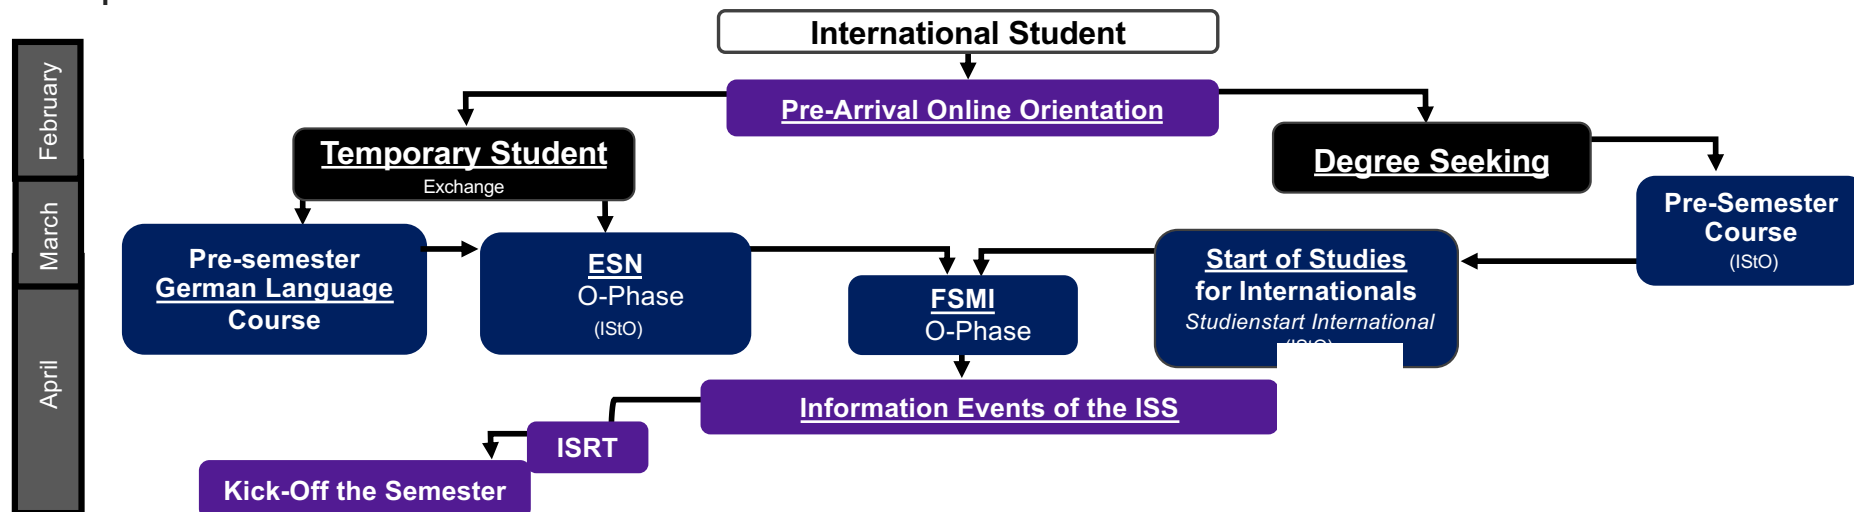 International Student
Pre-Arrival Online Orientation
February
Temporary Student
Exchange
Degree Seeking
March
Pre-semester
German Language
Course
ESN
O-Phase
(IStO)
FSMI
O-Phase
Start of Studies
for Internationals
Studienstart International
Pre-Semester
Course
(IStO)
April
Information Events of the ISS
ISRT
Kick-Off the Semester